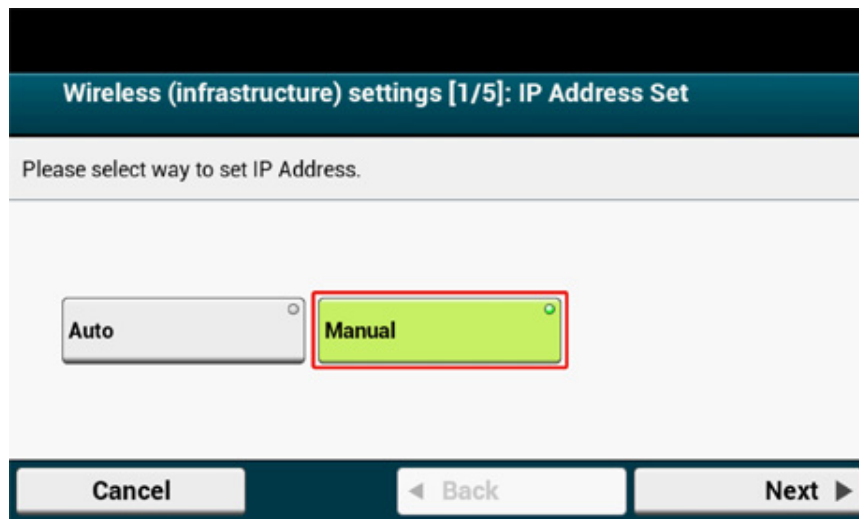 Wireless (infrastructure) settings [1/5]: IP Address Set
Please select way to set IP Address.
Auto
Manual
Cancel
Back
Next